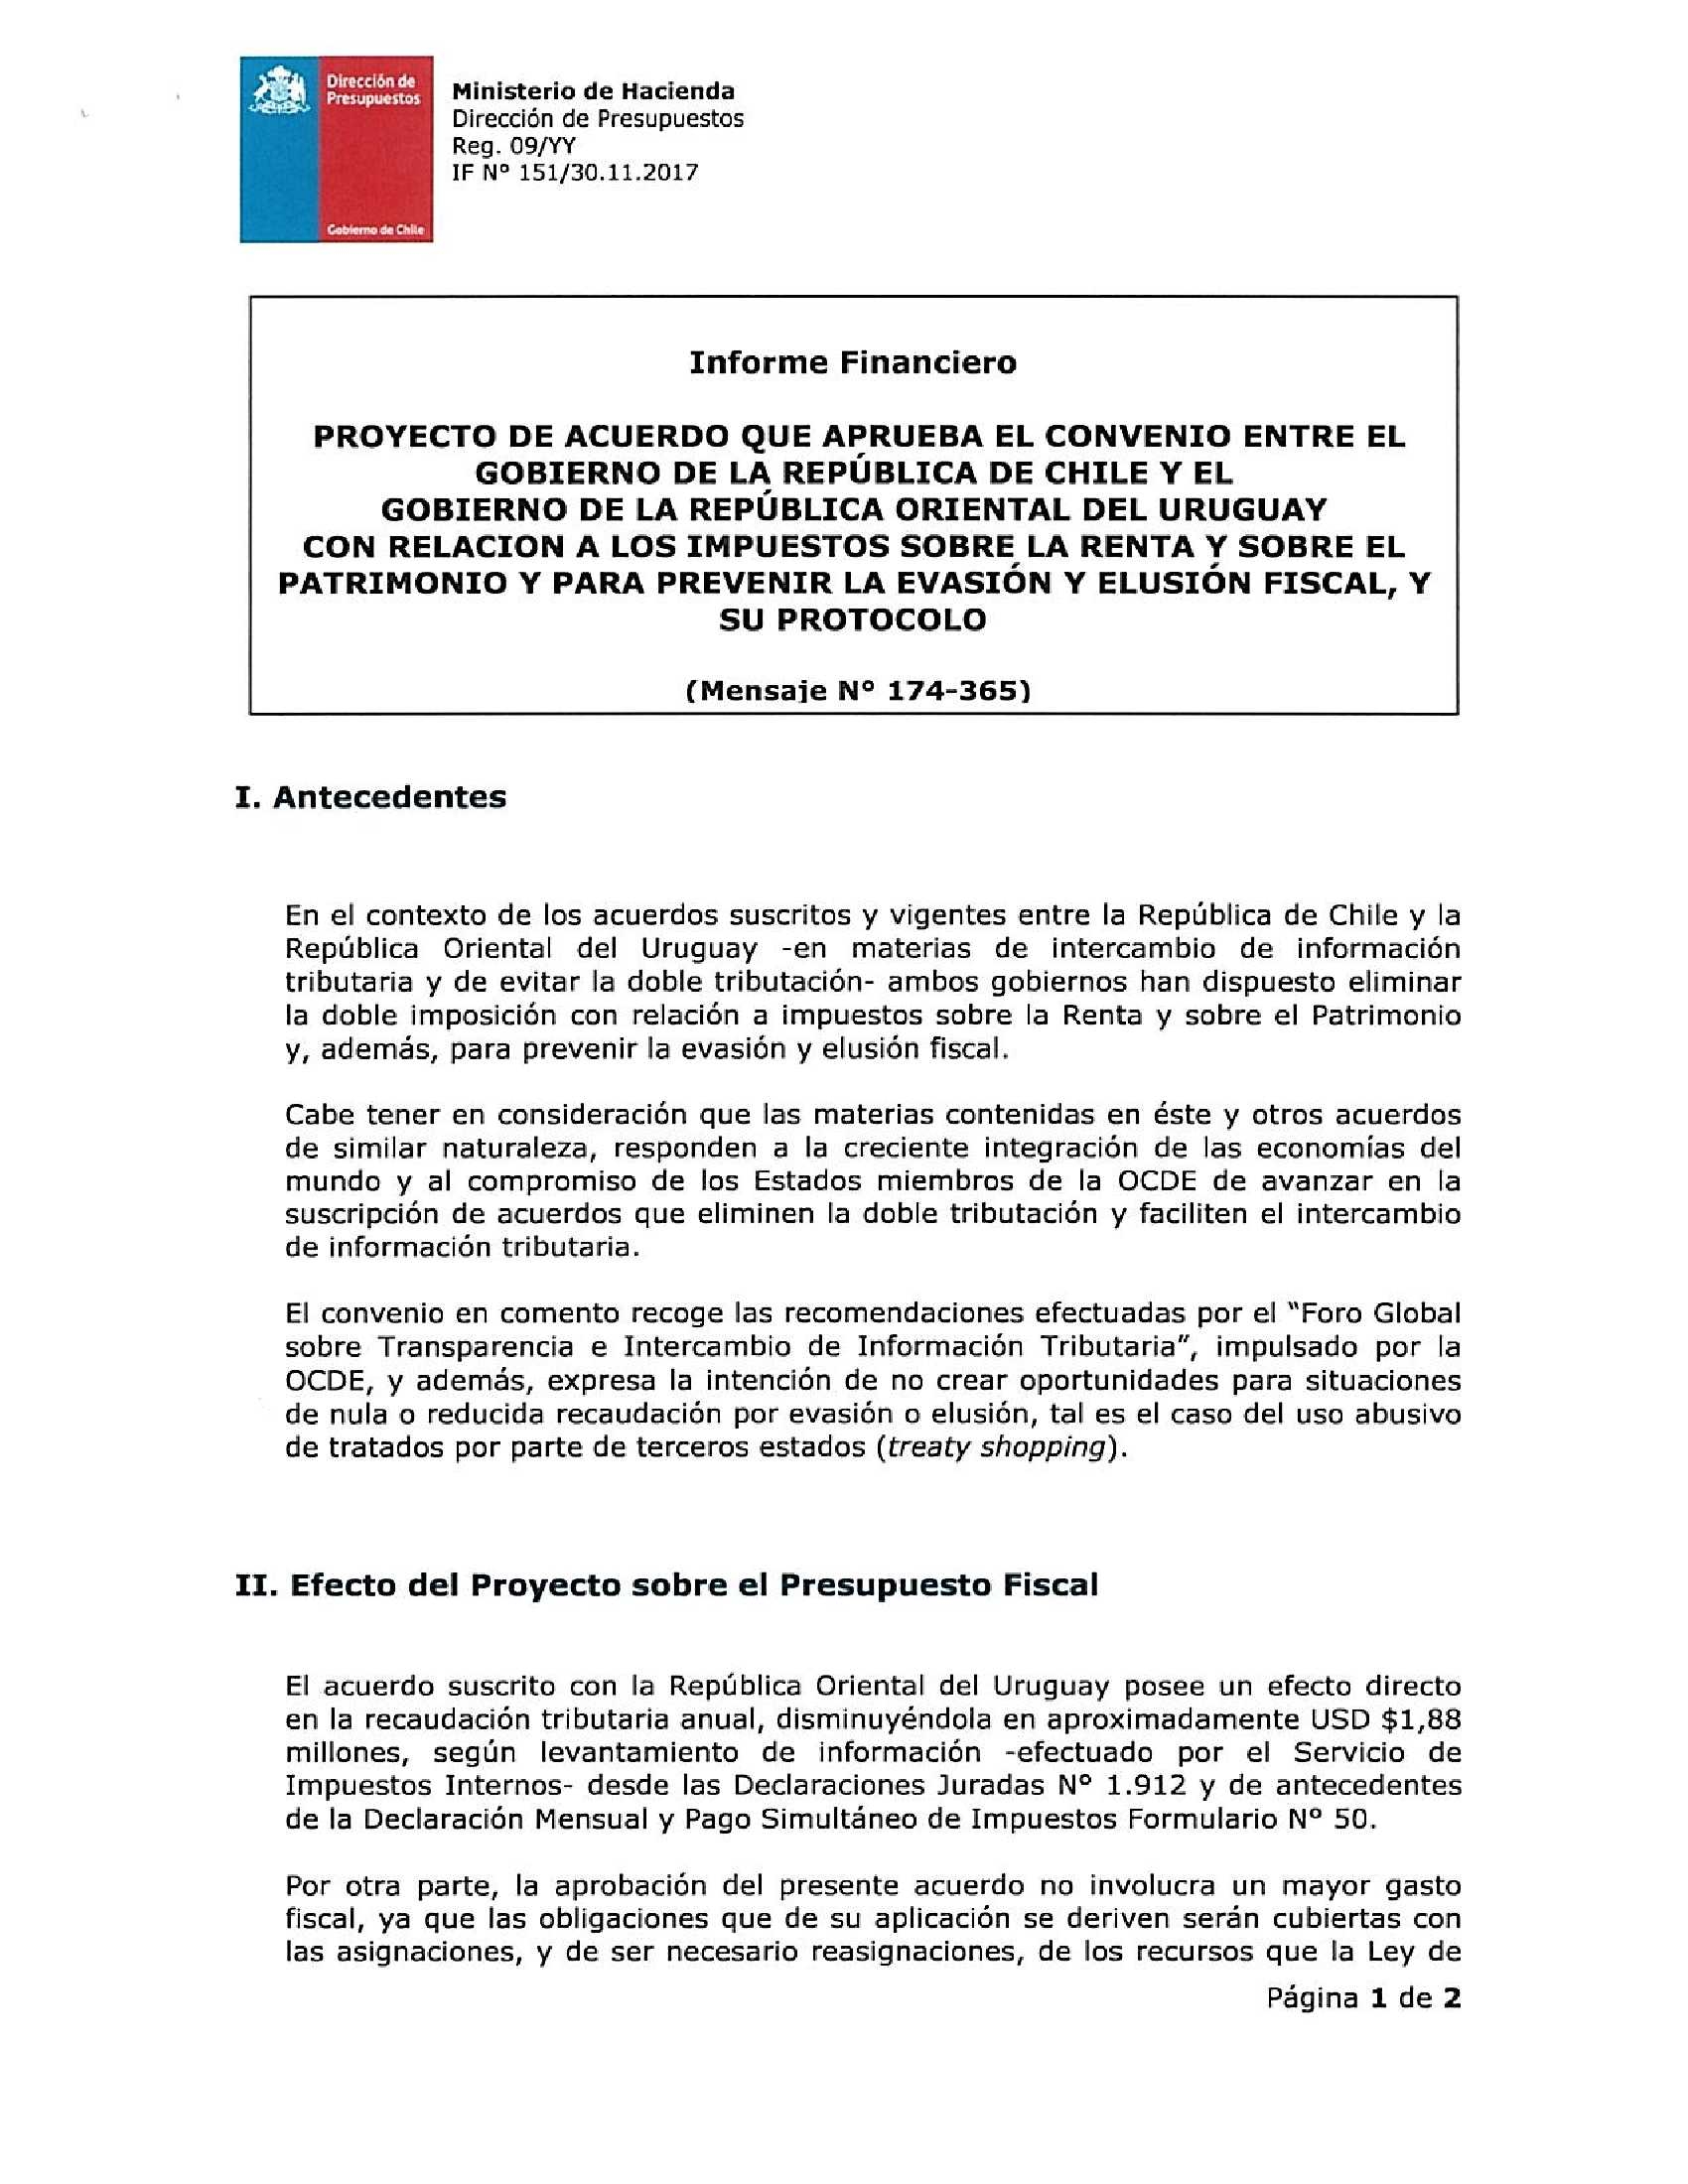 Dirección de
Presupuestos
Gobierno de Chile
Ministerio de Hacienda
Dirección de Presupuestos
Reg. 09/YY
IF Nº 151/30.11.2017
Informe Financiero
PROYECTO DE ACUERDO QUE APRUEBA EL CONVENIO ENTRE EL
GOBIERNO DE LA REPÚBLICA DE CHILE Y EL
GOBIERNO DE LA REPÚBLICA ORIENTAL DEL URUGUAY
CON RELACION A LOS IMPUESTOS SOBRE LA RENTA Y SOBRE EL
PATRIMONIO Y PARA PREVENIR LA EVASIÓN Y ELUSIÓN FISCAL, Y
SU PROTOCOLO
(Mensaje Nº 174-365)
I. Antecedentes
En el contexto de los acuerdos suscritos y vigentes entre la República de Chile y la
República Oriental del Uruguay -en materias de intercambio de información
tributaria y de evitar la doble tributación- ambos gobiernos han dispuesto eliminar
la doble imposición con relación a impuestos sobre la Renta y sobre el Patrimonio
y, además, para prevenir la evasión y elusión fiscal.
Cabe tener en consideración que las materias contenidas en éste y otros acuerdos
de similar naturaleza, responden a la creciente integración de las economías del
mundo y al compromiso de los Estados miembros de la OCDE de avanzar en la
suscripción de acuerdos que eliminen la doble tributación y faciliten el intercambio
de información tributaria.
El convenio en comento recoge las recomendaciones efectuadas por el "Foro Global
sobre Transparencia e Intercambio de Información Tributaria", impulsado por la
OCDE, y además, expresa la intención de no crear oportunidades para situaciones
de nula o reducida recaudación por evasión o elusión, tal es el caso del uso abusivo
de tratados por parte de terceros estados (treaty shopping).
II. Efecto del Proyecto sobre el Presupuesto Fiscal
El acuerdo suscrito con la República Oriental del Uruguay posee un efecto directo
en la recaudación tributaria anual, disminuyéndola en aproximadamente USD $1,88
millones, según levantamiento de información -efectuado por el Servicio de
Impuestos Internos- desde las Declaraciones Juradas Nº 1.912 y de antecedentes
de la Declaración Mensual y Pago Simultáneo de Impuestos Formulario Nº 50.
Por otra parte, la aprobación del presente acuerdo no involucra un mayor gasto
fiscal, ya que las obligaciones que de su aplicación se deriven serán cubiertas con
las asignaciones, y de ser necesario reasignaciones, de los recursos que la Ley de
Página 1 de 2